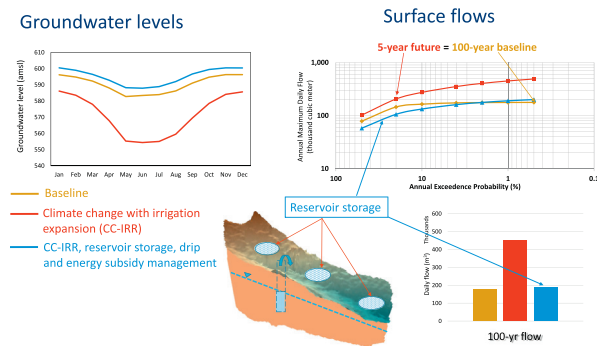 Groundwater levels
Groundwater level (amsl)
610
600
590
580
570
560
550
540
Jan Feb Mar Apr May Jun Jul Aug Sep Oct Nov Dec
Baseline
Climate change with irrigation
expansion (CC-IRR)
CC-IRR, reservoir storage, drip
and energy subsidy management
Surface flows
5-year future = 100-year baseline
Annual Maximum Daily Flow
(thousand cubic meter)
1,000
100
10
100 10 1 0.1
Annual Exceedence Probability (%)
Reservoir storage
Daily flow (m³)
Thousands
600
500
400
300
200
100
0
100-yr flow